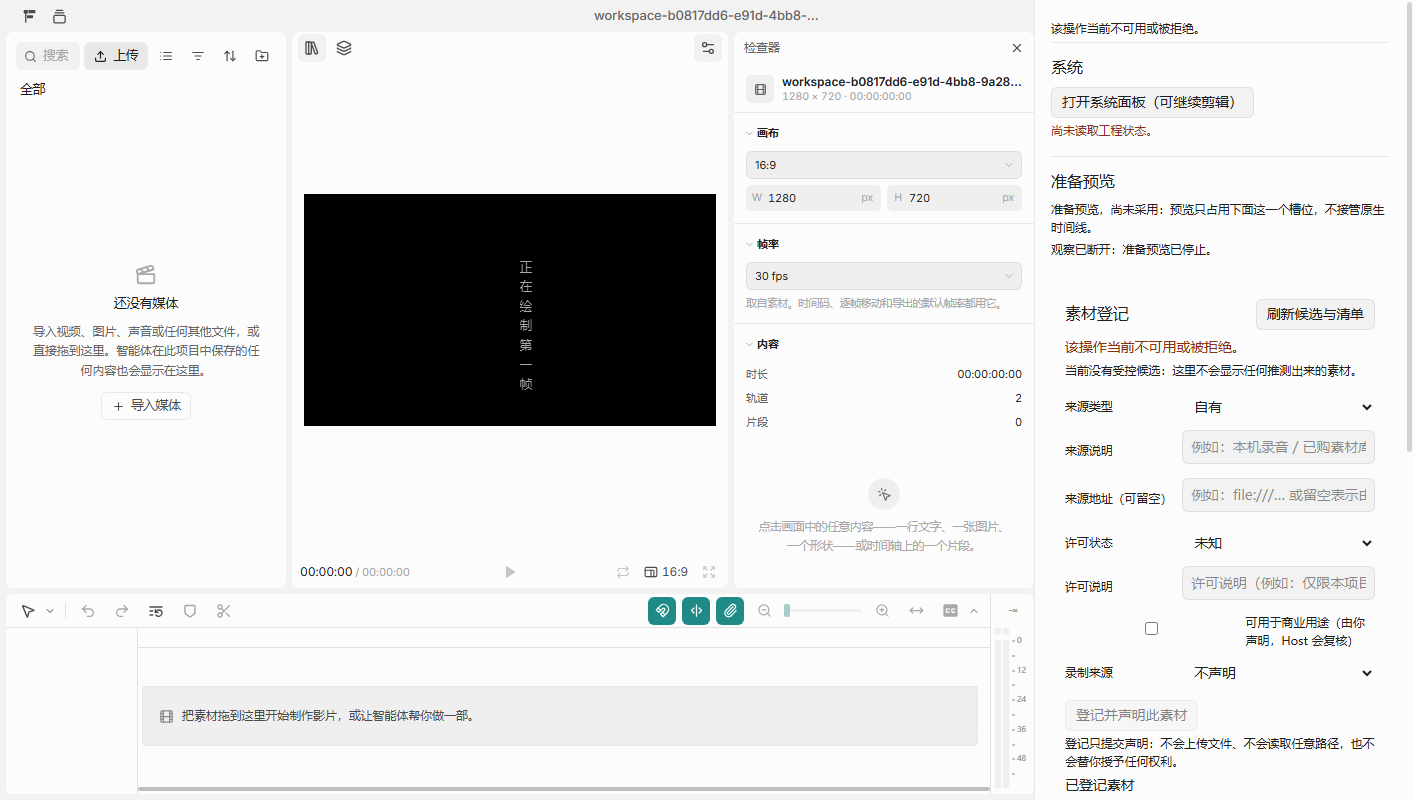 workspace-b0817dd6-e91d-4bb8-...
搜索
上传
全部
还没有媒体
导入视频、图片、声音或任何其他文件，或
直接拖到这里。智能体在此项目中保存的任
何内容也会显示在这里。
导入媒体
正
在
绘
制
第
一
帧
00:00:00 / 00:00:00
16:9
检查器
workspace-b0817dd6-e91d-4bb8-9a28...
1280 × 720 · 00:00:00:00
画布
16:9
W 1280 px
H 720 px
帧率
30 fps
取自素材。时间码、逐帧移动和导出的默认帧率都用它。
内容
时长 00:00:00:00
轨道 2
片段 0
点击画面中的任意内容——一行文字、一张图片、
一个形状——或时间轴上的一个片段。
CC
-∞
0
-12
-24
-36
-48
把素材拖到这里开始制作影片，或让智能体帮你做一部。
该操作当前不可用或被拒绝。
系统
打开系统面板（可继续剪辑）
尚未读取工程状态。
准备预览
准备预览，尚未采用：预览只占用下面这一个槽位，不接管原生
时间线。
观察已断开：准备预览已停止。
素材登记
刷新候选与清单
该操作当前不可用或被拒绝。
当前没有受控候选：这里不会显示任何推测出来的素材。
来源类型 自有
来源说明 例如：本机录音 / 已购素材库
来源地址（可留空） 例如：file:///... 或留空表示由
许可状态 未知
许可说明 许可说明（例如：仅限本项目
可用于商业用途（由你
声明，Host 会复核）
录制来源 不声明
登记并声明此素材
登记只提交声明：不会上传文件、不会读取任意路径，也不
会替你授予任何权利。
已登记素材